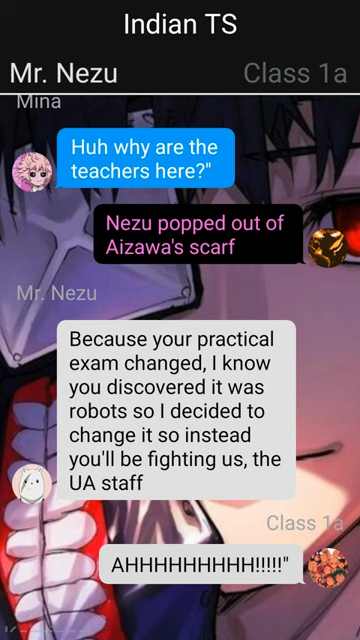 Indian TS
Mr. Nezu
Class 1a
Mina
Huh why are the
teachers here?"
Nezu popped out of
Aizawa's scarf
Mr. Nezu
Because your practical
exam changed, I know
you discovered it was
robots so I decided to
change it so instead
you'll be fighting us, the
UA staff
Class 1a
AHHHHHHHHH!!!!!"